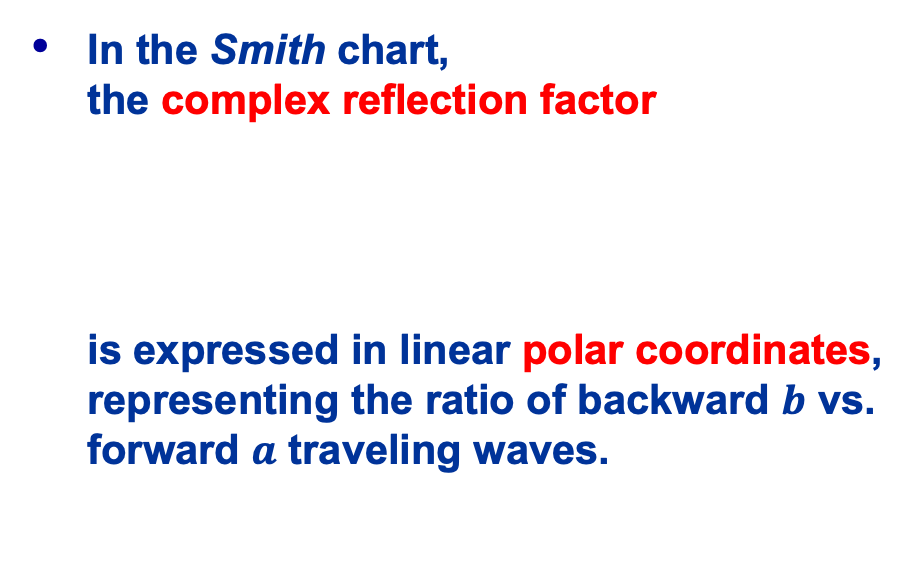 • In the Smith chart,
the complex reflection factor
is expressed in linear polar coordinates,
representing the ratio of backward b vs.
forward a traveling waves.